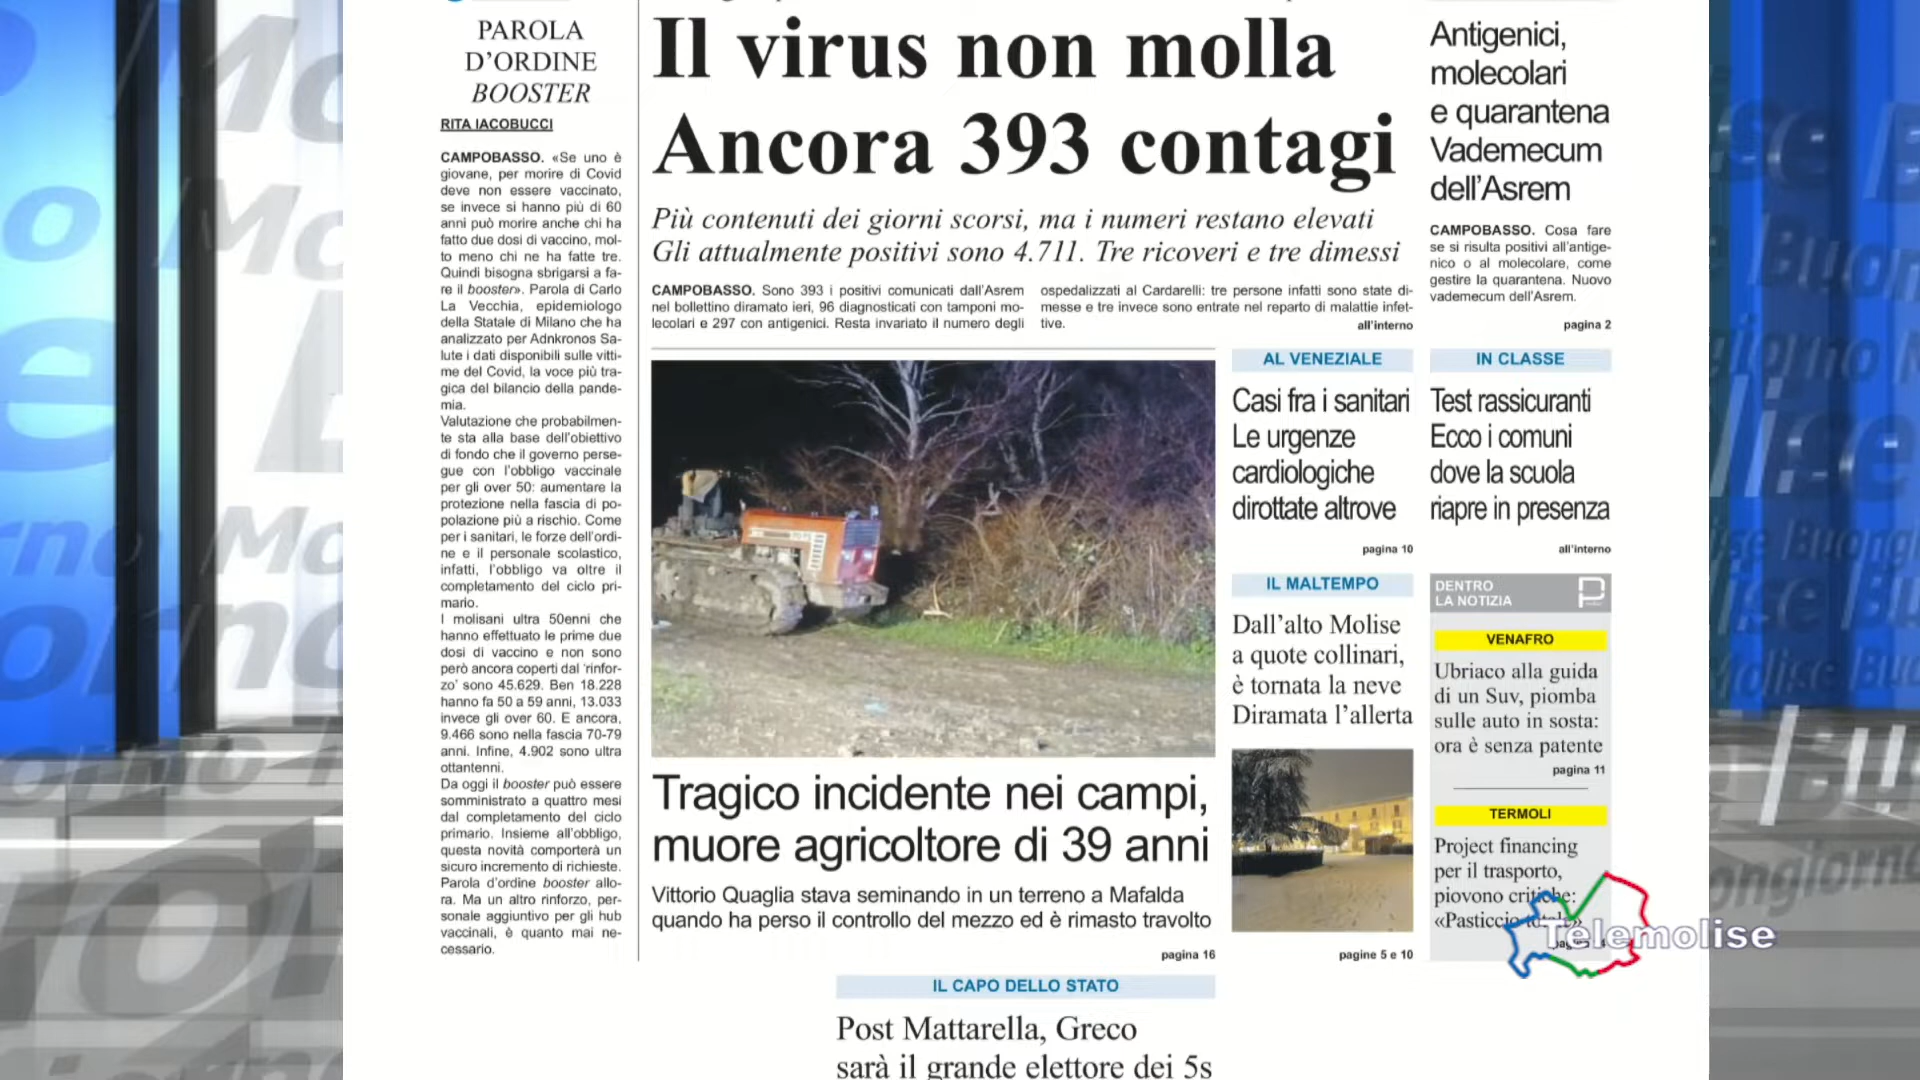 PAROLA
D'ORDINE
BOOSTER
RITA IACOBUCCI
CAMPOBASSO. «Se uno è
giovane, per morire di Covid
deve non essere vaccinato,
se invece si hanno più di 60
anni può morire anche chi ha
fatto due dosi di vaccino, mol-
to meno chi ne ha fatte tre.
Quindi bisogna sbrigarsi a fa-
re il booster». Parola di Carlo
La Vecchia, epidemiologo
della Statale di Milano che ha
analizzato per Adnkronos Sa-
lute i dati disponibili sulle vitti-
me del Covid, la voce più tra-
gica del bilancio della pande-
mia.
Valutazione che probabilmen-
te sta alla base dell'obiettivo
di fondo che il governo perse-
gue con l'obbligo vaccinale
per gli over 50: aumentare la
protezione nella fascia di po-
polazione più a rischio. Come
per i sanitari, le forze dell'ordi-
ne e il personale scolastico,
infatti, l'obbligo va oltre il
completamento del ciclo pri-
mario.
I molisani ultra 50enni che
hanno effettuato le prime due
dosi di vaccino e non sono
però ancora coperti dal 'rinfor-
zo' sono 45.629. Ben 18.228
hanno fa 50 a 59 anni, 13.033
invece gli over 60. E ancora,
9.466 sono nella fascia 70-79
anni. Infine, 4.902 sono ultra
ottantenni.
Da oggi il booster può essere
somministrato a quattro mesi
dal completamento del ciclo
primario. Insieme all'obbligo,
questa novità comporterà un
sicuro incremento di richieste.
Parola d'ordine booster allo-
ra. Ma un altro rinforzo, per-
sonale aggiuntivo per gli hub
vaccinali, è quanto mai ne-
cessario.
Il virus non molla
Ancora 393 contagi
Più contenuti dei giorni scorsi, ma i numeri restano elevati
Gli attualmente positivi sono 4.711. Tre ricoveri e tre dimessi
CAMPOBASSO. Sono 393 i positivi comunicati dall'Asrem
nel bollettino diramato ieri, 96 diagnosticati con tamponi mo-
lecolari e 297 con antigenici. Resta invariato il numero degli
ospedalizzati al Cardarelli: tre persone infatti sono state di-
messe e tre invece sono entrate nel reparto di malattie infet-
tive.
all'interno
Antigenici,
molecolari
e quarantena
Vademecum
dell'Asrem
CAMPOBASSO. Cosa fare
se si risulta positivi all'antige-
nico o al molecolare, come
gestire la quarantena. Nuovo
vademecum dell'Asrem.
pagina 2
Tragico incidente nei campi,
muore agricoltore di 39 anni
Vittorio Quaglia stava seminando in un terreno a Mafalda
quando ha perso il controllo del mezzo ed è rimasto travolto
pagina 16
AL VENEZIALE
Casi fra i sanitari
Le urgenze
cardiologiche
dirottate altrove
pagina 10
IN CLASSE
Test rassicuranti
Ecco i comuni
dove la scuola
riapre in presenza
all'interno
IL MALTEMPO
Dall'alto Molise
a quote collinari,
è tornata la neve
Diramata l'allerta
pagine 5 e 10
DENTRO
LA NOTIZIA
VENAFRO
Ubriaco alla guida
di un Suv, piomba
sulle auto in sosta:
ora è senza patente
pagina 11
TERMOLI
Project financing
per il trasporto,
piovono critiche:
«Pasticcio
Telemolise
IL CAPO DELLO STATO
Post Mattarella, Greco
sarà il grande elettore dei 5s